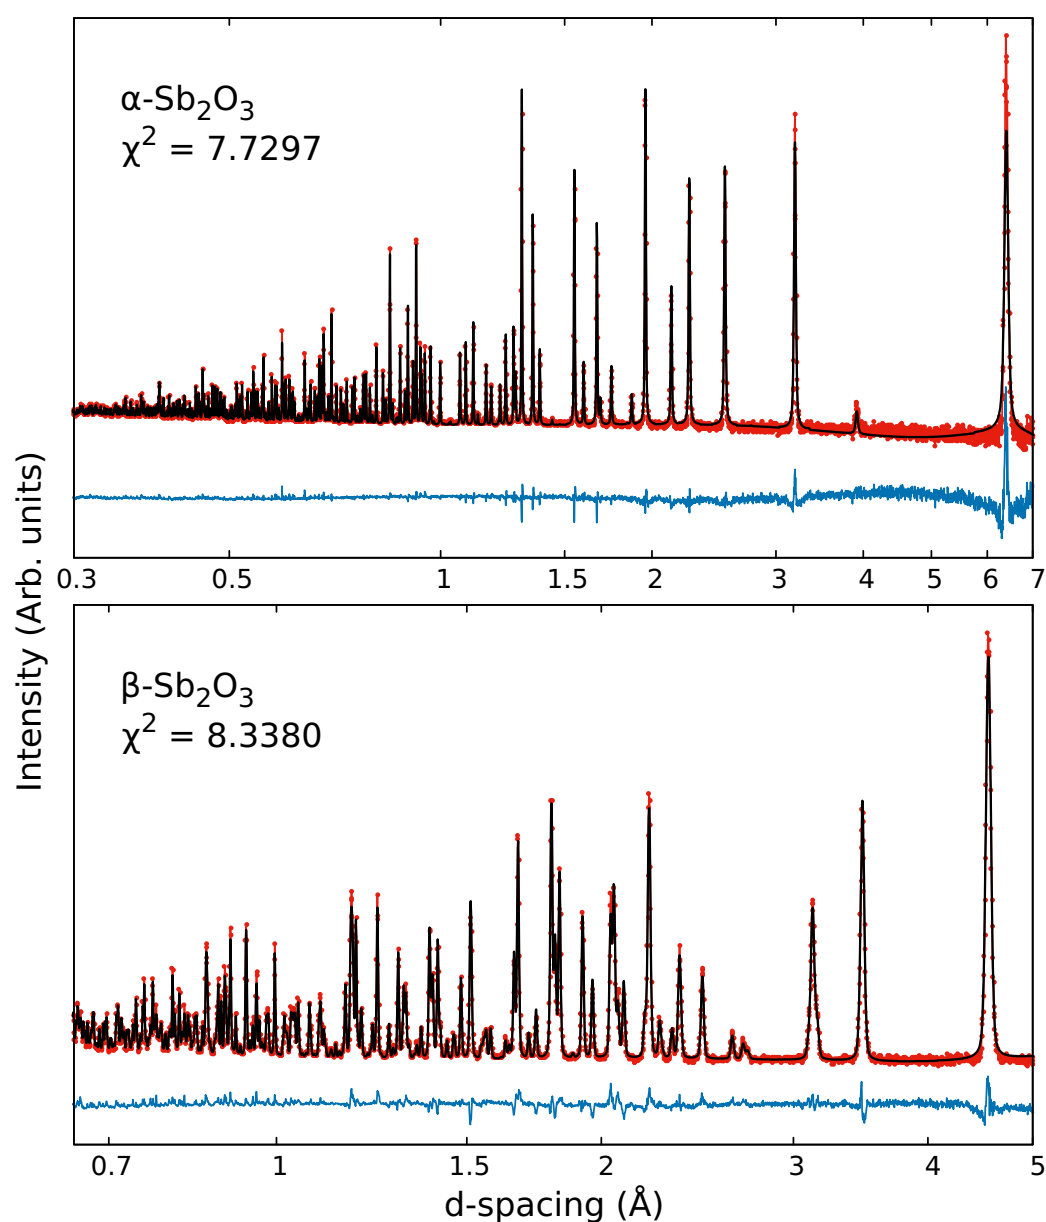 α-Sb₂O₃
χ² = 7.7297
0.3 0.5 1 1.5 2 3 4 5 6 7
Intensity (Arb. units)
β-Sb₂O₃
χ² = 8.3380
0.7 1 1.5 2 3 4 5
d-spacing (Å)